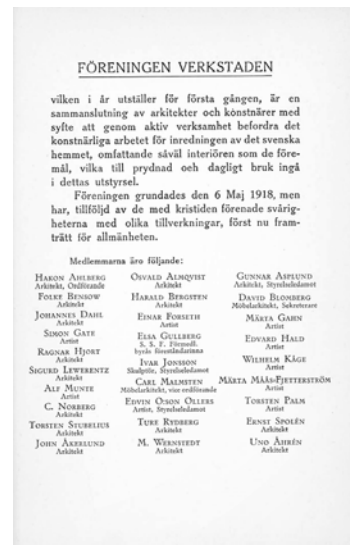 FÖRENINGEN VERKSTADEN
vilken i år utställer för första gången, är en
sammanslutning av arkitekter och konstnärer med
syfte att genom aktiv verksamhet befordra det
konstnärliga arbetet för inredningen av det svenska
hemmet, omfattande såväl interiören som de före-
mål, vilka till prydnad och dagligt bruk ingå
i dettas utstyrsel.
Föreningen grundades den 6 Maj 1918, men
har, tillföljd av de med kristiden förenade svårig-
heterna med olika tillverkningar, först nu fram-
trätt för allmänheten.
Medlemmarna äro följande:
HAKON AHLBERG
Arkitekt, Ordförande
FOLKE BENSOW
Arkitekt
JOHANNES DAHL
Arkitekt
SIMON GATE
Artist
RAGNAR HJORT
Arkitekt
SIGURD LEWERENTZ
Arkitekt
ALF MUNTE
Artist
C. NORBERG
Arkitekt
TORSTEN STUBELIUS
Arkitekt
JOHN ÅKERLUND
Arkitekt
OSVALD ALMQVIST
Arkitekt
HARALD BERGSTEN
Arkitekt
EINAR FORSETH
Artist
ELSA GULLBERG
S. S. F. Förmedl.
byrås föreståndarinna
IVAR JONSSON
Skulptör, Styrelseledamot
CARL MALMSTEN
Möbelarkitekt, vice ordförande
EDVIN O:SON OLLERS
Artist, Styrelseledamot
TURE RYDBERG
Arkitekt
M. WERNSTEDT
Arkitekt
GUNNAR ASPLUND
Arkitekt, Styrelseledamot
DAVID BLOMBERG
Möbelarkitekt, Sekreterare
MÄRTA GAHN
Artist
EDVARD HALD
Artist
WILHELM KÅGE
Artist
MÄRTA MÅÅS-FJETTERSTRÖM
Artist
TORSTEN PALM
Artist
ERNST SPOLÉN
Arkitekt
UNO ÅHRÉN
Arkitekt